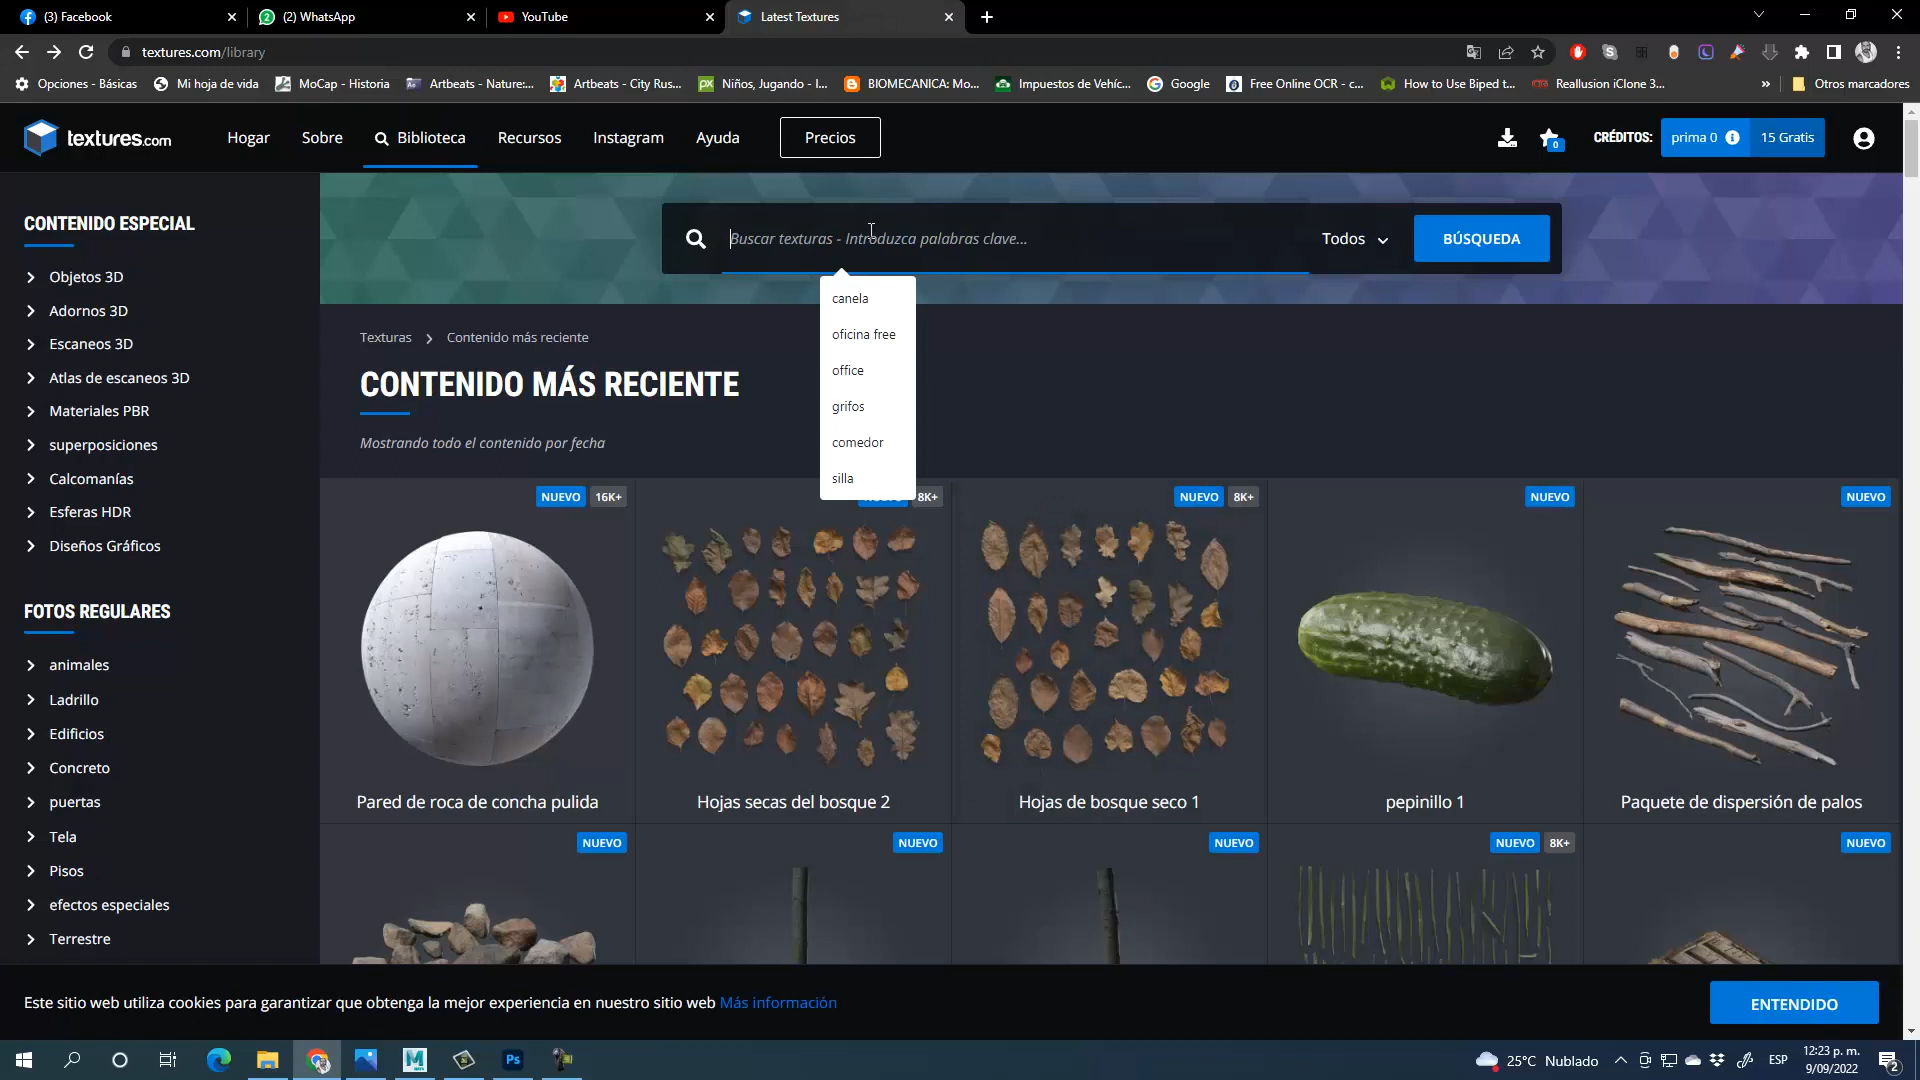 (3) Facebook
(2) WhatsApp
YouTube
Latest Textures
textures.com/library
Opciones - Básicas
Mi hoja de vida
MoCap - Historia
Artbeats - Nature:...
Artbeats - City Rus...
Niños, Jugando - I...
BIOMECANICA: Mo...
Impuestos de Vehíc...
Google
Free Online OCR - c...
How to Use Biped t...
Reallusion iClone 3...
»
Otros marcadores
textures.com
Hogar
Sobre
Biblioteca
Recursos
Instagram
Ayuda
Precios
0
CRÉDITOS:
prima 0
15 Gratis
CONTENIDO ESPECIAL
Objetos 3D
Adornos 3D
Escaneos 3D
Atlas de escaneos 3D
Materiales PBR
superposiciones
Calcomanías
Esferas HDR
Diseños Gráficos
FOTOS REGULARES
animales
Ladrillo
Edificios
Concreto
puertas
Tela
Pisos
efectos especiales
Terrestre
Buscar texturas - Introduzca palabras clave...
Todos
BÚSQUEDA
canela
oficina free
office
grifos
comedor
silla
Texturas
Contenido más reciente
CONTENIDO MÁS RECIENTE
Mostrando todo el contenido por fecha
NUEVO 16K+
8K+
NUEVO 8K+
NUEVO
NUEVO
Pared de roca de concha pulida
Hojas secas del bosque 2
Hojas de bosque seco 1
pepinillo 1
Paquete de dispersión de palos
NUEVO
NUEVO
NUEVO
NUEVO 8K+
NUEVO
Este sitio web utiliza cookies para garantizar que obtenga la mejor experiencia en nuestro sitio web Más información
ENTENDIDO
Ps
25°C Nublado
ESP
12:23 p. m.
9/09/2022
2